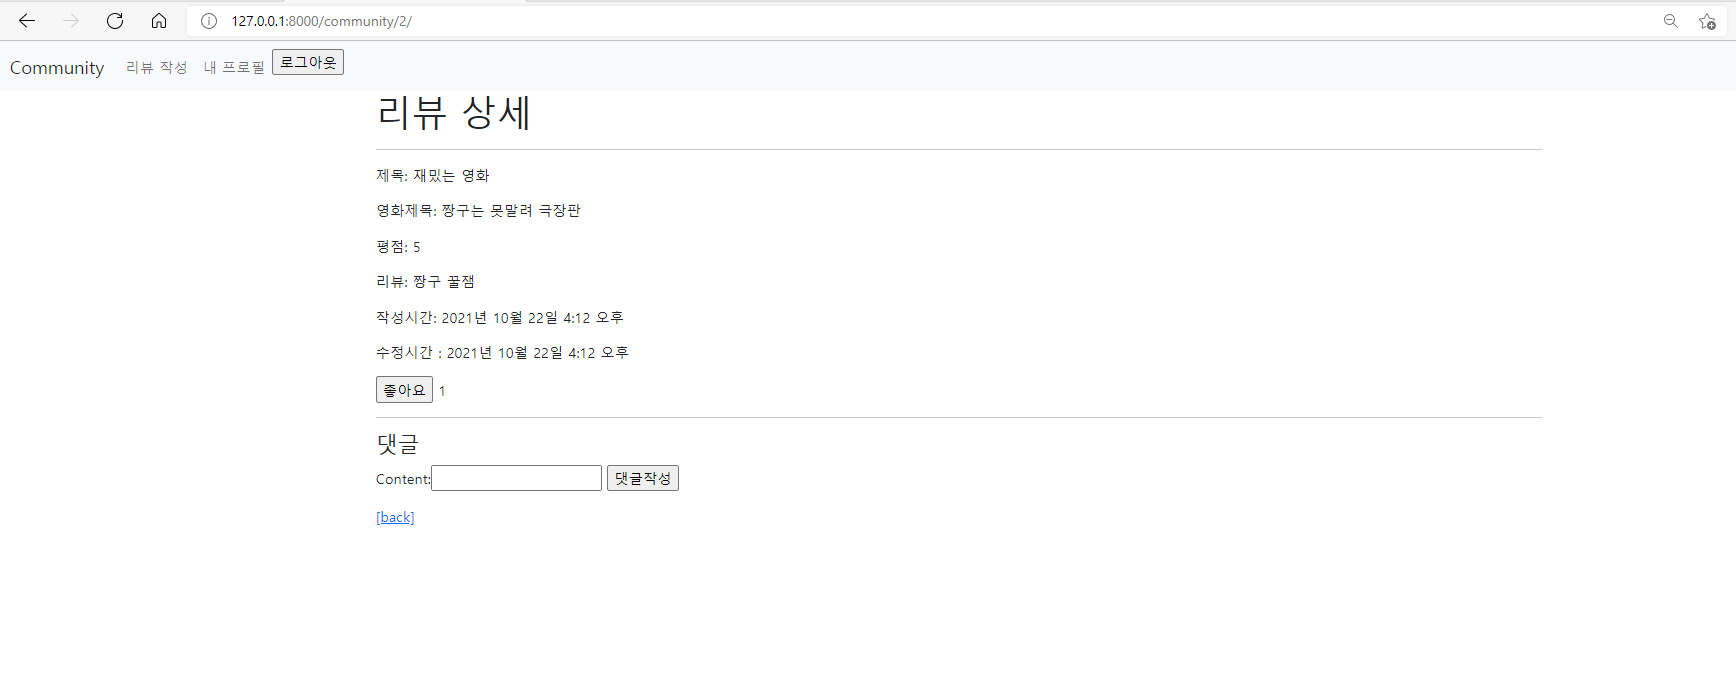 127.0.0.1:8000/community/2/
Community 리뷰 작성 내 프로필 로그아웃
리뷰 상세
제목: 재밌는 영화
영화제목: 짱구는 못말려 극장판
평점: 5
리뷰: 짱구 꿀잼
작성시간: 2021년 10월 22일 4:12 오후
수정시간 : 2021년 10월 22일 4:12 오후
좋아요 1
댓글
Content: 댓글작성
[back]